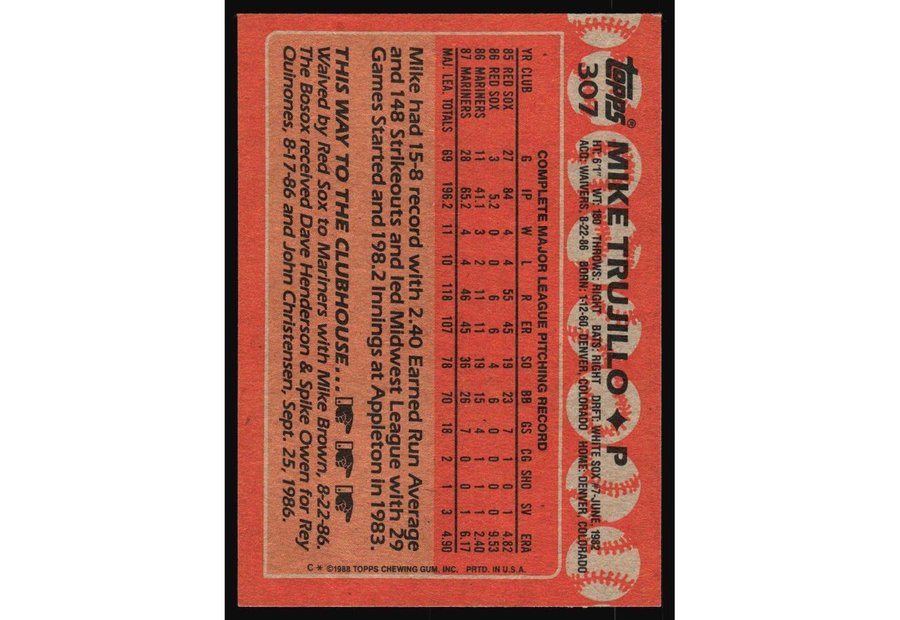 TOPPS®
307
MIKE TRUJILLO ✦ P
HT: 6'1" WT: 180 THROWS: RIGHT BATS: RIGHT DRFT: WHITE SOX #7-JUNE, 1982
ACQ: WAIVERS, 8-22-86 BORN: 1-12-60, DENVER, COLORADO HOME: DENVER, COLORADO
COMPLETE MAJOR LEAGUE PITCHING RECORD
YR CLUB G IP W L R ER SO BB GS CG SHO SV ERA
85 RED SOX 27 84 4 4 55 45 19 23 7 1 0 1 4.82
86 RED SOX 3 5.2 0 0 6 6 4 6 0 0 0 0 9.53
86 MARINERS 11 41.1 3 2 11 11 19 15 4 1 1 1 2.40
87 MARINERS 28 65.2 4 4 46 45 36 26 7 0 0 1 6.17
MAJ. LEA. TOTALS 69 196.2 11 10 118 107 78 70 18 2 1 3 4.90
Mike had 15-8 record with 2.40 Earned Run Average
and 148 Strikeouts and led Midwest League with 29
Games Started and 198.2 Innings at Appleton in 1983.
THIS WAY TO THE CLUBHOUSE...
Waived by Red Sox to Mariners with Mike Brown, 8-22-86.
The Bosox received Dave Henderson & Spike Owen for Rey
Quinones, 8-17-86 and John Christensen, Sept. 25, 1986.
C * ©1988 TOPPS CHEWING GUM, INC. PRTD. IN U.S.A.